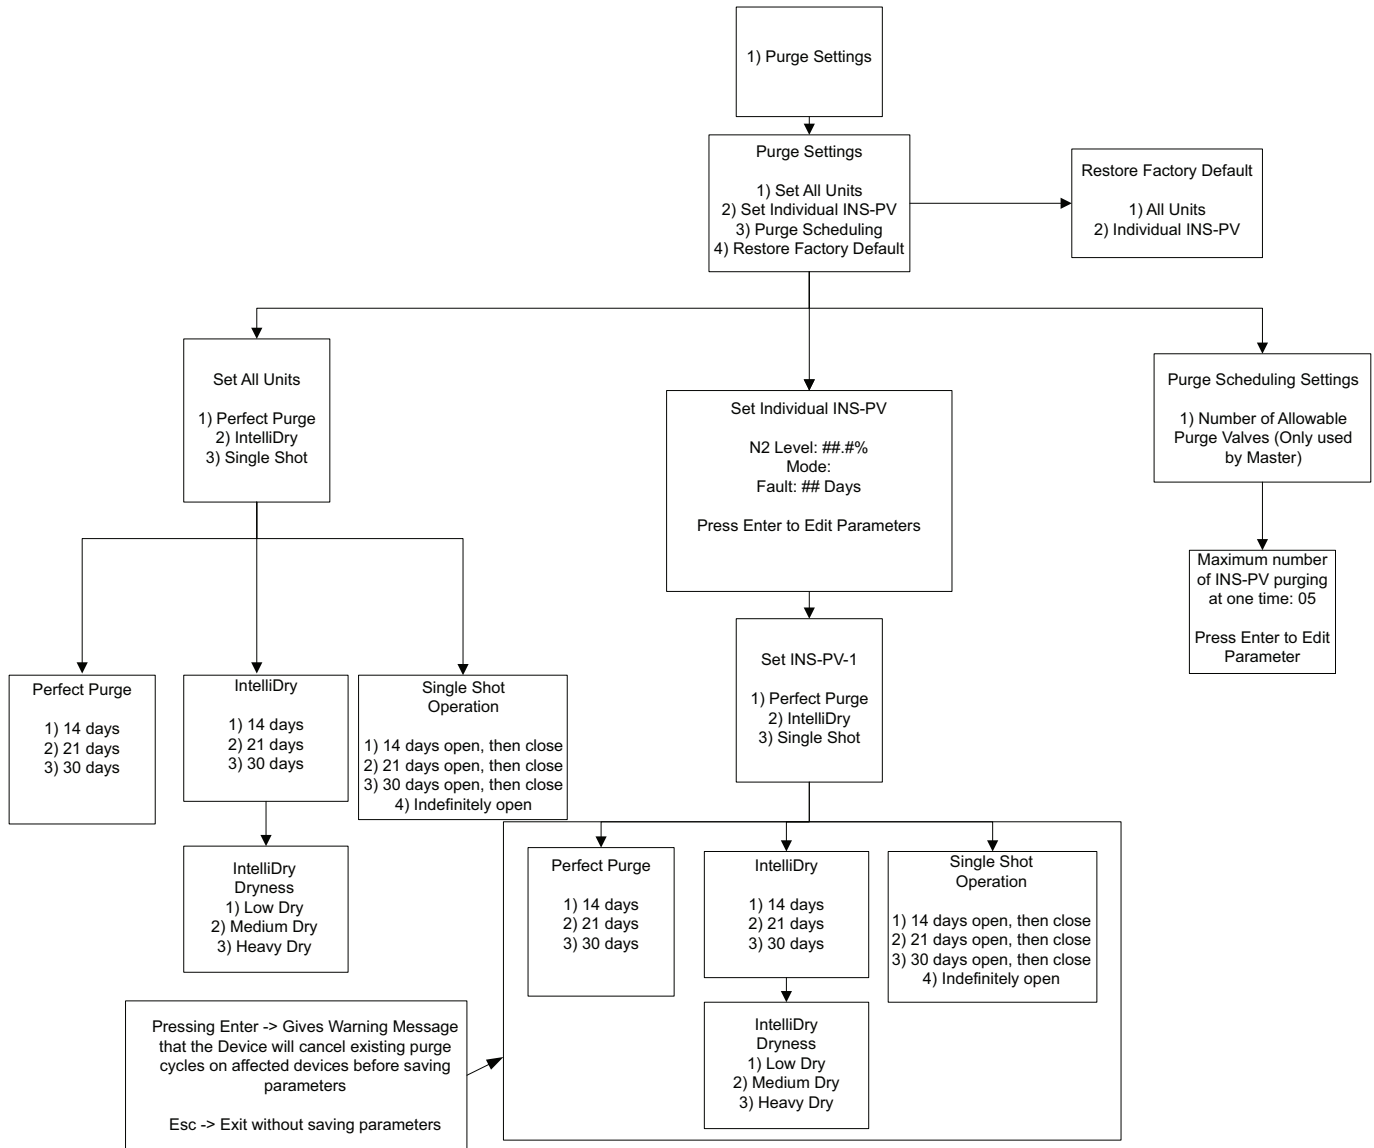 1) Purge Settings
Purge Settings
1) Set All Units
2) Set Individual INS-PV
3) Purge Scheduling
4) Restore Factory Default
Restore Factory Default
1) All Units
2) Individual INS-PV
Set All Units
1) Perfect Purge
2) IntelliDry
3) Single Shot
Set Individual INS-PV
N2 Level: ##.#%
Mode:
Fault: ## Days
Press Enter to Edit Parameters
Purge Scheduling Settings
1) Number of Allowable
Purge Valves (Only used
by Master)
Maximum number
of INS-PV purging
at one time: 05
Press Enter to Edit
Parameter
Set INS-PV-1
1) Perfect Purge
2) IntelliDry
3) Single Shot
Perfect Purge
1) 14 days
2) 21 days
3) 30 days
IntelliDry
1) 14 days
2) 21 days
3) 30 days
Single Shot
Operation
1) 14 days open, then close
2) 21 days open, then close
3) 30 days open, then close
4) Indefinitely open
IntelliDry
Dryness
1) Low Dry
2) Medium Dry
3) Heavy Dry
Perfect Purge
1) 14 days
2) 21 days
3) 30 days
IntelliDry
1) 14 days
2) 21 days
3) 30 days
Single Shot
Operation
1) 14 days open, then close
2) 21 days open, then close
3) 30 days open, then close
4) Indefinitely open
IntelliDry
Dryness
1) Low Dry
2) Medium Dry
3) Heavy Dry
Pressing Enter -> Gives Warning Message
that the Device will cancel existing purge
cycles on affected devices before saving
parameters
Esc -> Exit without saving parameters